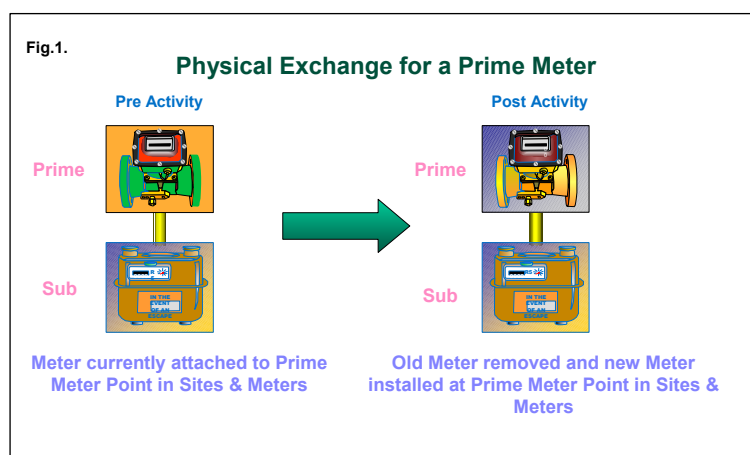 Fig.1.
Physical Exchange for a Prime Meter
Pre Activity
Post Activity
Prime
Prime
R
S
RS
Sub
Sub
IN THE
EVENT
OF AN
ESCAPE
IN THE
EVENT
OF AN
ESCAPE
Meter currently attached to Prime
Meter Point in Sites & Meters
Old Meter removed and new Meter
installed at Prime Meter Point in Sites &
Meters